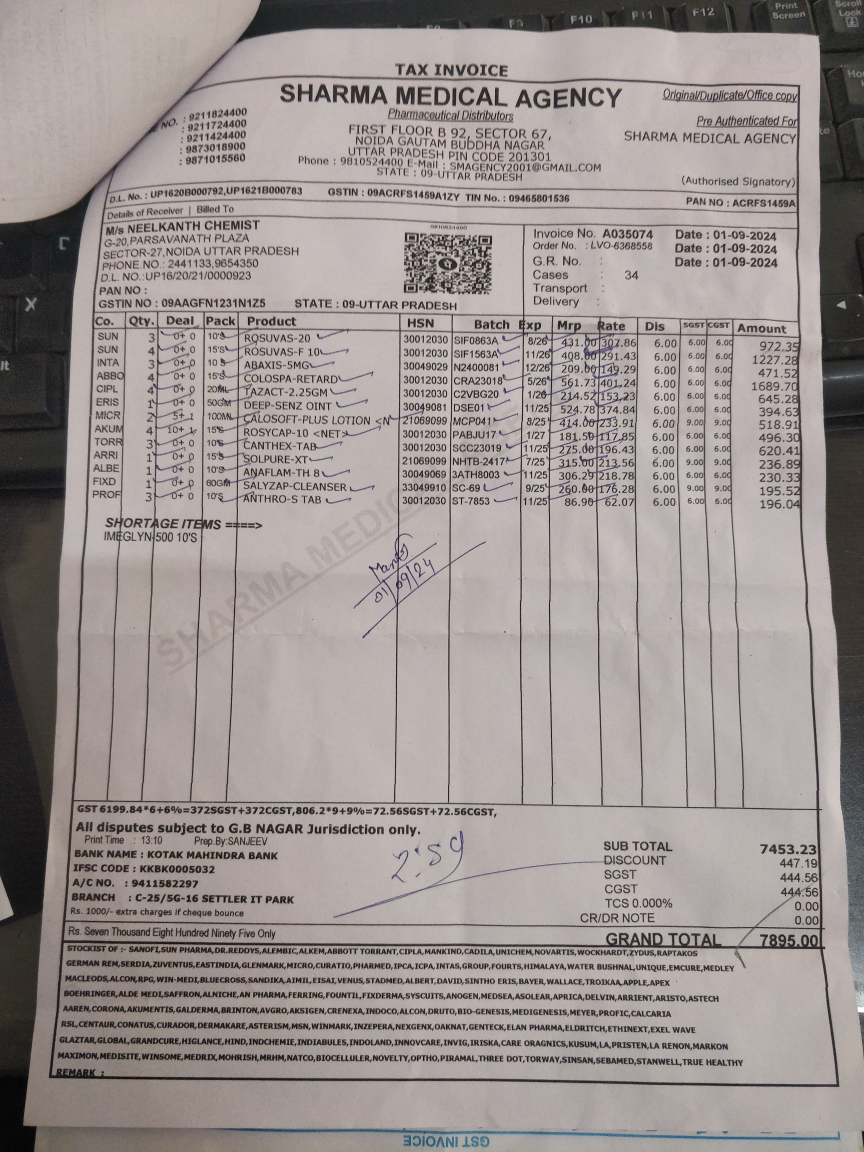 Print Screen
Scroll Lock
F9 F10 F11 F12
TAX INVOICE
SHARMA MEDICAL AGENCY
Original/Duplicate/Office copy
Pharmaceutical Distributors
Pre Authenticated For
NO. : 9211824400
: 9211724400
: 9211424400
: 9873018900
: 9871015560
FIRST FLOOR B 92, SECTOR 67,
NOIDA GAUTAM BUDDHA NAGAR
UTTAR PRADESH PIN CODE 201301
Phone : 9810524400 E-Mail : SMAGENCY2001@GMAIL.COM
STATE : 09-UTTAR PRADESH
SHARMA MEDICAL AGENCY
(Authorised Signatory)
D.L. No. : UP1620B000792,UP1621B000783 GSTIN : 09ACRFS1459A1ZY TIN No. : 09465801536 PAN NO : ACRFS1459A
Details of Receiver | Billed To
M/s NEELKANTH CHEMIST
G-20,PARSAVANATH PLAZA
SECTOR-27,NOIDA UTTAR PRADESH
PHONE NO.: 2441133,9654350
D.L. NO.:UP16/20/21/0000923
PAN NO :
GSTIN NO : 09AAGFN1231N1Z5 STATE : 09-UTTAR PRADESH
9810524400
Invoice No. A035074 Date : 01-09-2024
Order No. : LVO-6368558 Date : 01-09-2024
G.R. No. : Date : 01-09-2024
Cases : 34
Transport :
Delivery :
Co. Qty. Deal Pack Product HSN Batch Exp Mrp Rate Dis SGST CGST Amount
SUN 3 0+ 0 10'S ROSUVAS-20 30012030 SIF0863A 8/26 431.00 307.86 6.00 6.00 6.00 972.35
SUN 4 0+ 0 15'S ROSUVAS-F 10 30012030 SIF1563A 11/26 408.00 291.43 6.00 6.00 6.00 1227.28
INTA 3 0+ 0 10'S ABAXIS-5MG 30049029 N2400081 12/26 209.00 149.29 6.00 6.00 6.00 471.52
ABBO 4 0+ 0 15'S COLOSPA-RETARD 30012030 CRA23018 5/26 561.73 401.24 6.00 6.00 6.00 1689.70
CIPL 4 0+ 0 20ML TAZACT-2.25GM 30012030 C2VBG20 1/26 214.52 153.23 6.00 6.00 6.00 645.28
ERIS 1 0+ 0 50GM DEEP-SENZ OINT 30049081 DSE01 11/25 524.78 374.84 6.00 6.00 6.00 394.63
MICR 2 5+ 1 100ML CALOSOFT-PLUS LOTION <N 21069099 MCP041 8/25 414.00 233.91 6.00 9.00 9.00 518.91
AKUM 4 10+ 1 15'S ROSYCAP-10 <NET> 30012030 PABJU17 1/27 181.50 117.85 6.00 6.00 6.00 496.30
TORR 3 0+ 0 10'S CANTHEX-TAB 30012030 SCC23019 11/25 275.00 196.43 6.00 6.00 6.00 620.41
ARRI 1 0+ 0 15'S SOLPURE-XT 21069099 NHTB-2417 7/25 315.00 213.56 6.00 9.00 9.00 236.89
ALBE 1 0+ 0 10'S ANAFLAM-TH 8 30049069 3ATH8003 11/25 306.29 218.78 6.00 6.00 6.00 230.33
FIXD 1 0+ 0 60GM SALYZAP-CLEANSER 33049910 SC-69 9/25 260.00 176.28 6.00 9.00 9.00 195.52
PROF 3 0+ 0 10'S ANTHRO-S TAB 30012030 ST-7853 11/25 86.90 62.07 6.00 6.00 6.00 196.04
SHORTAGE ITEMS ====>
IMEGLYN-500 10'S
SHARMA MEDIC
01/09/24
GST 6199.84*6+6%=372SGST+372CGST,806.2*9+9%=72.56SGST+72.56CGST,
All disputes subject to G.B NAGAR Jurisdiction only.
Print Time : 13:10 Prep.By:SANJEEV
BANK NAME : KOTAK MAHINDRA BANK
IFSC CODE : KKBK0005032
A/C NO. : 9411582297
BRANCH : C-25/5G-16 SETTLER IT PARK
Rs. 1000/- extra charges if cheque bounce
2:59
SUB TOTAL 7453.23
DISCOUNT 447.19
SGST 444.56
CGST 444.56
TCS 0.000% 0.00
CR/DR NOTE 0.00
Rs. Seven Thousand Eight Hundred Ninety Five Only
GRAND TOTAL 7895.00
STOCKIST OF :- SANOFI,SUN PHARMA,DR.REDDYS,ALEMBIC,ALKEM,ABBOTT TORRANT,CIPLA,MANKIND,CADILA,UNICHEM,NOVARTIS,WOCKHARDT,ZYDUS,RAPTAKOS
GERMAN REM,SERDIA,ZUVENTUS,EASTINDIA,GLENMARK,MICRO,CURATIO,PHARMED,IPCA,ICPA,INTAS,GROUP,FOURTS,HIMALAYA,WATER BUSHNAL,UNIQUE,EMCURE,MEDLEY
MACLEODS,ALCON,RPG,WIN-MEDI,BLUECROSS,SANDIKA,AIMIL,EISAI,VENUS,STADMED,ALBERT,DAVID,SINTHO ERIS,BAYER,WALLACE,TROIKAA,APPLE,APEX
BOEHRINGER,ALDE MEDI,SAFFRON,ALNICHE,AN PHARMA,FERRING,FOUNTIL,FIXDERMA,SYSCUITS,ANOGEN,MEDSEA,ASOLEAR,APRICA,DELVIN,ARRIENT,ARISTO,ASTECH
AAREN,CORONA,AKUMENTIS,GALDERMA,BRINTON,AVGRO,AKSIGEN,CRENEXA,INDOCO,ALCON,DRUTO,BIO-GENESIS,MEDIGENESIS,MEYER,PROFIC,CALCARIA
RSL,CENTAUR,CONATUS,CURADOR,DERMAKARE,ASTERISM,MSN,WINMARK,INZEPERA,NEXGENX,OAKNAT,GENTECK,ELAN PHARMA,ELDRITCH,ETHINEXT,EXEL WAVE
GLAZTAR,GLOBAL,GRANDCURE,HIGLANCE,HIND,INDCHEMIE,INDIABULES,INDOLAND,INNOVCARE,INVIG,IRISKA,CARE ORAGNICS,KUSUM,LA,PRISTEN,LA RENON,MARKON
MAXIMON,MEDISITE,WINSOME,MEDRIX,MOHRISH,MRHM,NATCO,BIOCELLULER,NOVELTY,OPTHO,PIRAMAL,THREE DOT,TORWAY,SINSAN,SEBAMED,STANWELL,TRUE HEALTHY
REMARK :
GST INVOICE